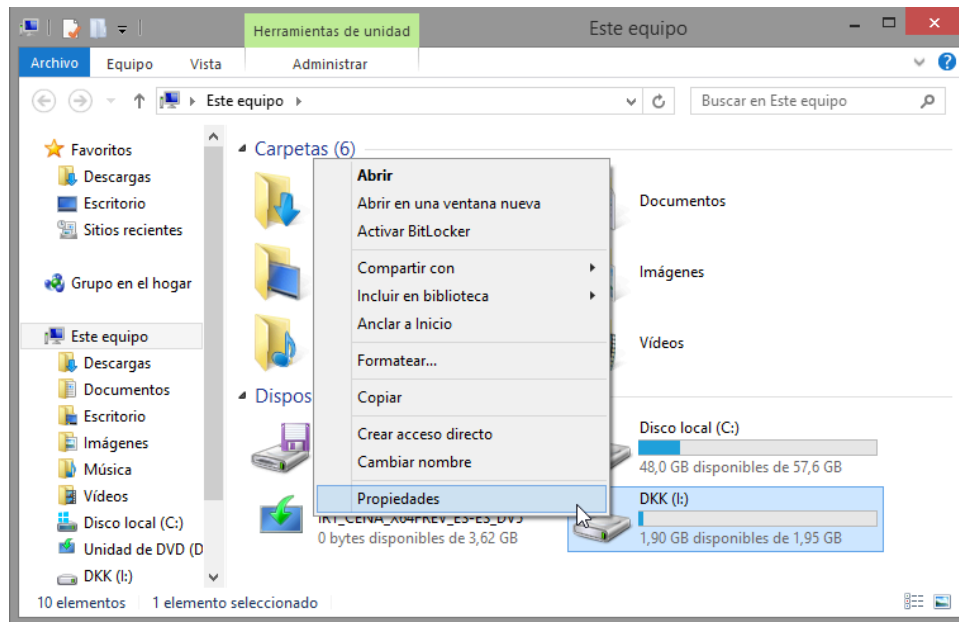 Herramientas de unidad
Este equipo
Archivo
Equipo
Vista
Administrar
Este equipo
Buscar en Este equipo
Favoritos
Descargas
Escritorio
Sitios recientes
Grupo en el hogar
Este equipo
Descargas
Documentos
Escritorio
Imágenes
Música
Vídeos
Disco local (C:)
Unidad de DVD (D
DKK (I:)
Carpetas (6)
Documentos
Imágenes
Vídeos
Abrir
Abrir en una ventana nueva
Activar BitLocker
Compartir con
Incluir en biblioteca
Anclar a Inicio
Formatear...
Copiar
Crear acceso directo
Cambiar nombre
Propiedades
Dispos
Disco local (C:)
48,0 GB disponibles de 57,6 GB
DKK (I:)
1,90 GB disponibles de 1,95 GB
0 bytes disponibles de 3,62 GB
10 elementos
1 elemento seleccionado